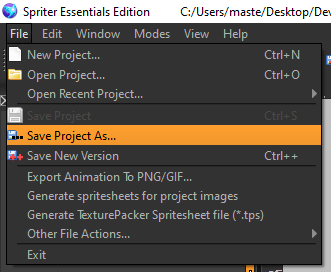 Spriter Essentials Edition C:/Users/maste/Desktop/Dev
File Edit Window Modes View Help
New Project... Ctrl+N
Open Project... Ctrl+O
Open Recent Project...
Save Project Ctrl+S
Save Project As...
Save New Version Ctrl++
Export Animation To PNG/GIF...
Generate spritesheets for project images
Generate TexturePacker Spritesheet file (*.tps)
Other File Actions...
Exit